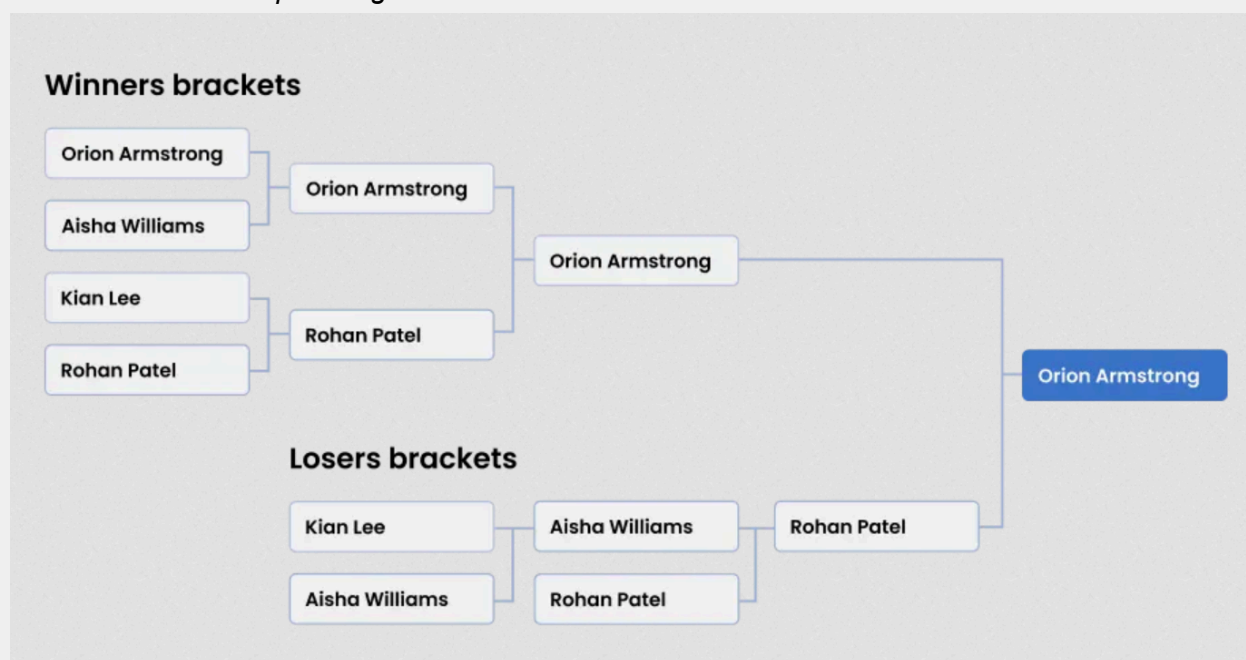 Winners brackets
Orion Armstrong
Aisha Williams
Kian Lee
Rohan Patel
Orion Armstrong
Rohan Patel
Orion Armstrong
Orion Armstrong
Losers brackets
Kian Lee
Aisha Williams
Aisha Williams
Rohan Patel
Rohan Patel